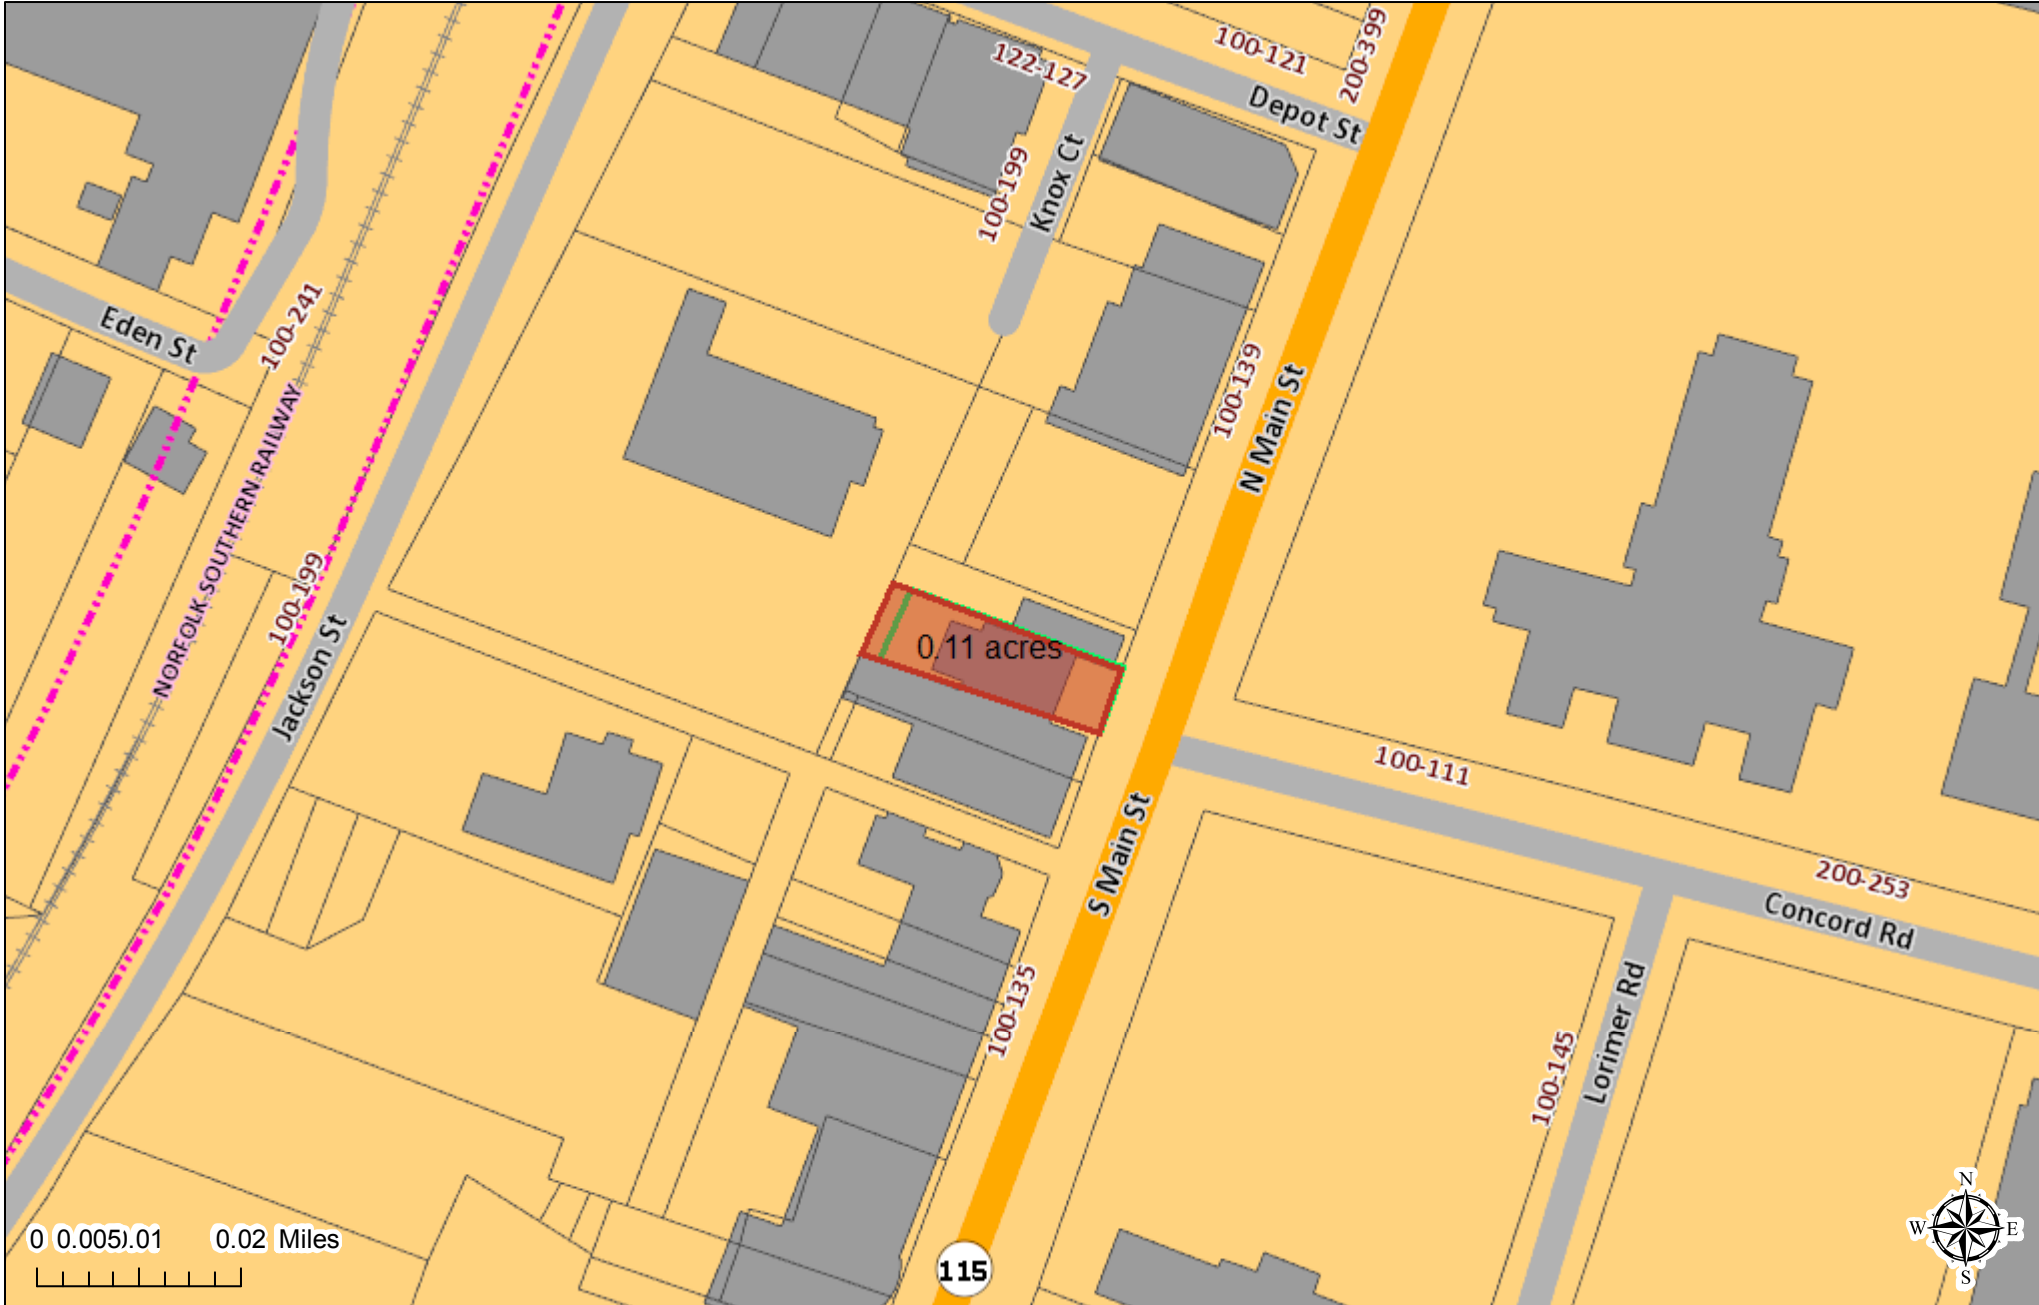 100-121
200-399
122-127
Depot St
100-199
Knox Ct
Eden St
100-241
100-139
N Main St
NORFOLK SOUTHERN RAILWAY
100-199
Jackson St
0.11 acres
100-111
S Main St
200-253
Concord Rd
100-135
Lorimer Rd
100-145
N
W E
S
0 0.005 0.01 0.02 Miles
115